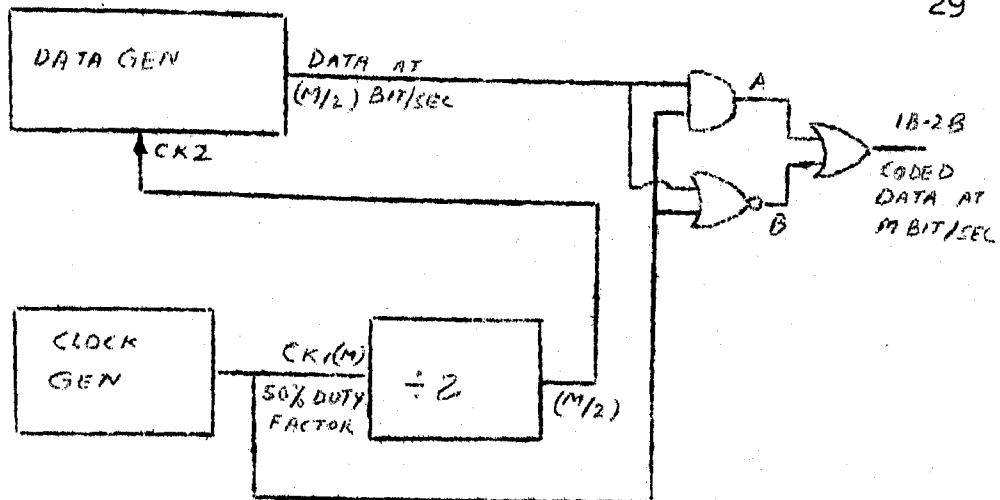 29
DATA GEN
DATA AT
(M/2) BIT/SEC
CK2
A
B
1B-2B
CODED
DATA AT
M BIT/SEC
CLOCK
GEN
CK1(M)
50% DUTY
FACTOR
÷2
(M/2)